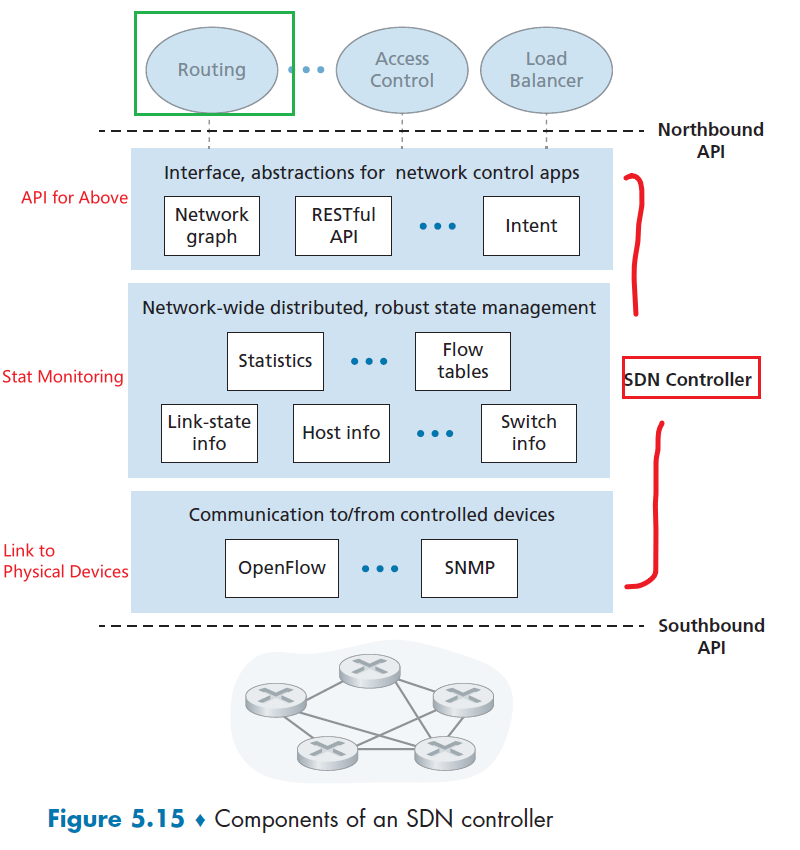 Routing
Access
Control
Load
Balancer
Northbound
API
API for Above
Interface, abstractions for network control apps
Network
graph
RESTful
API
Intent
Network-wide distributed, robust state management
Stat Monitoring
Statistics
Flow
tables
SDN Controller
Link-state
info
Host info
Switch
info
Communication to/from controlled devices
Link to
Physical Devices
OpenFlow
SNMP
Southbound
API
Figure 5.15 ♦ Components of an SDN controller